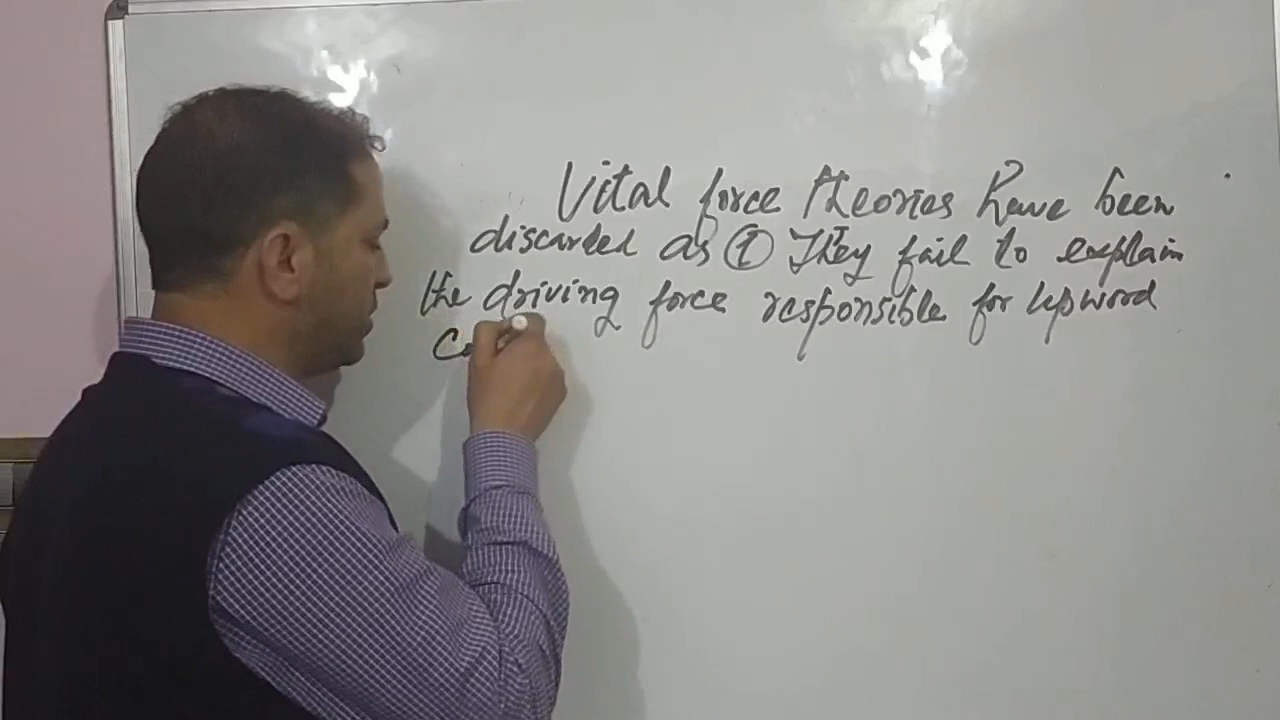 Vital force theories have been
discarded as ① They fail to explain
the driving force responsible for upword